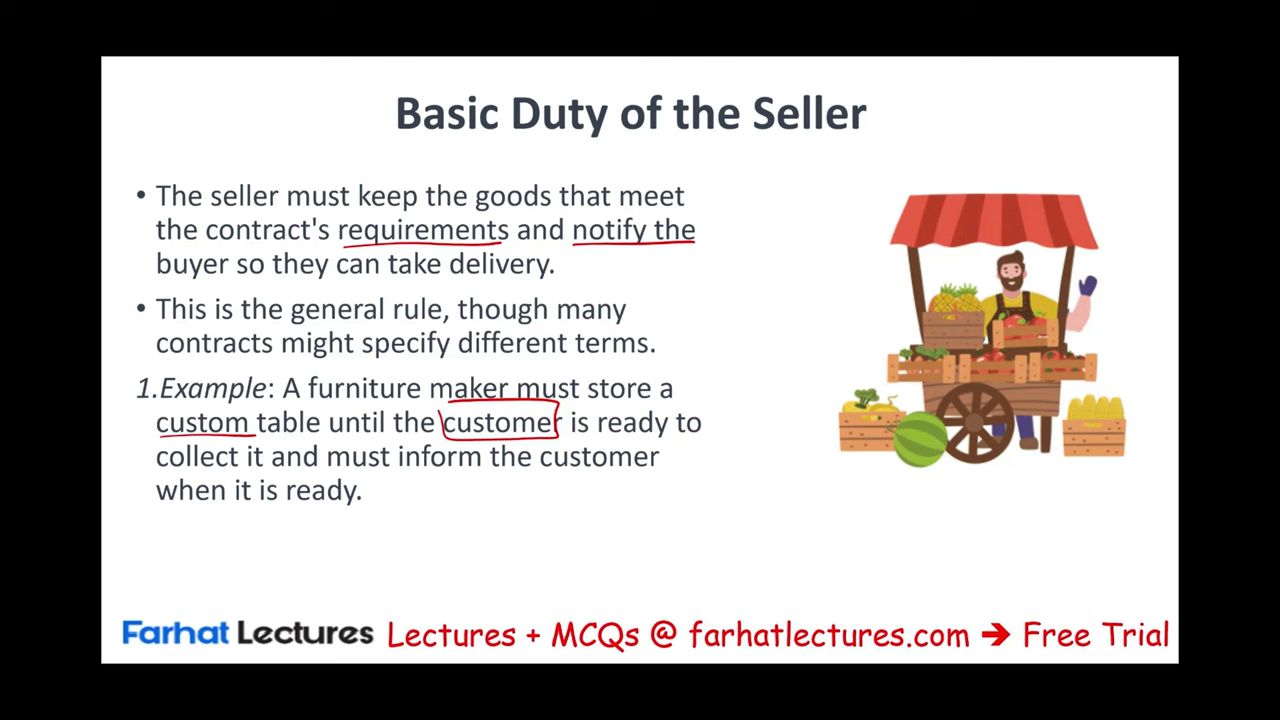 Basic Duty of the Seller
• The seller must keep the goods that meet
the contract's requirements and notify the
buyer so they can take delivery.
• This is the general rule, though many
contracts might specify different terms.
1.Example: A furniture maker must store a
custom table until the customer is ready to
collect it and must inform the customer
when it is ready.
Farhat Lectures Lectures + MCQs @ farhatlectures.com ➔ Free Trial